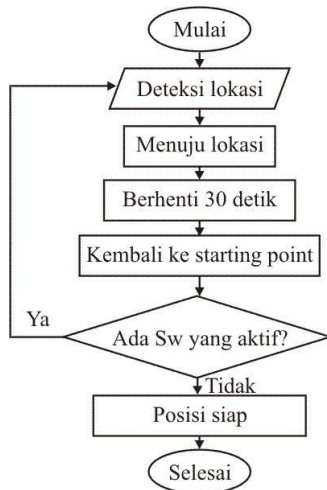 Mulai
Deteksi lokasi
Menuju lokasi
Berhenti 30 detik
Kembali ke starting point
Ya
Ada Sw yang aktif?
Tidak
Posisi siap
Selesai